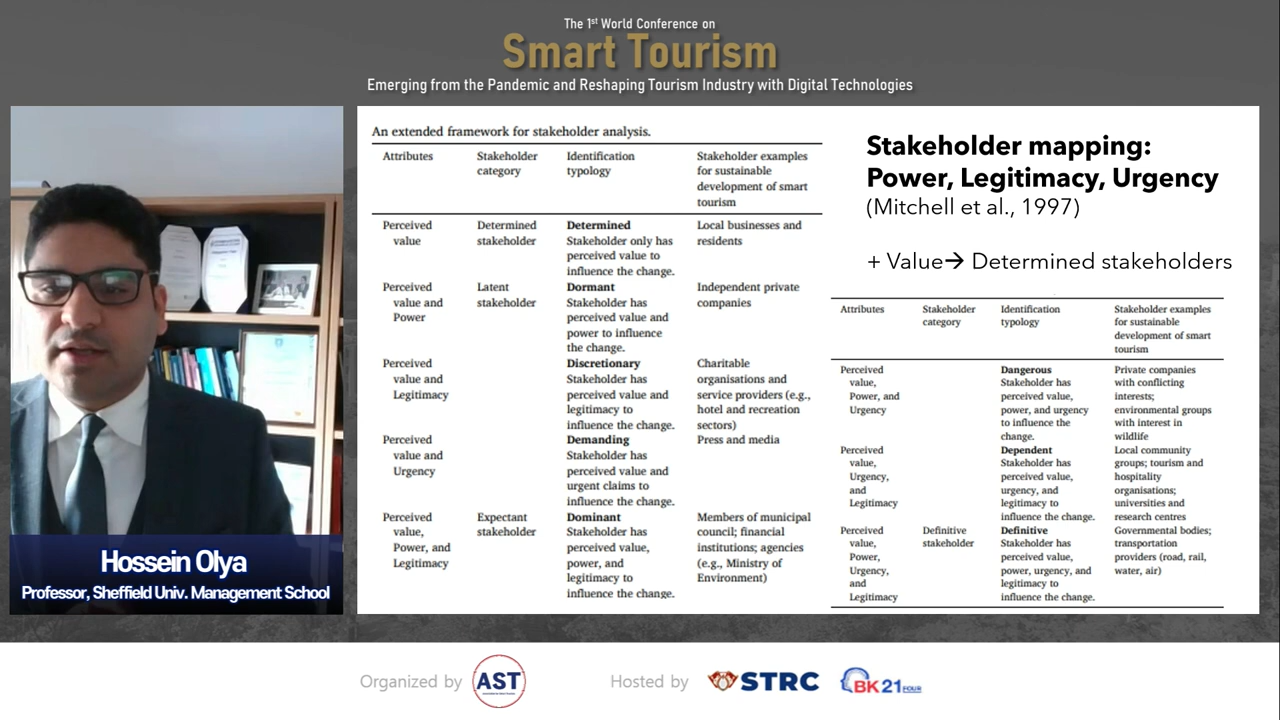 The 1st World Conference on
Smart Tourism
Emerging from the Pandemic and Reshaping Tourism Industry with Digital Technologies
An extended framework for stakeholder analysis.
Attributes
Stakeholder
category
Identification
typology
Stakeholder examples
for sustainable
development of smart
tourism
Perceived
value
Determined
stakeholder
Determined
Stakeholder only has
perceived value to
influence the change.
Local businesses and
residents
Perceived
value and
Power
Latent
stakeholder
Dormant
Stakeholder has
perceived value and
power to influence
the change.
Independent private
companies
Perceived
value and
Legitimacy
Discretionary
Stakeholder has
perceived value and
legitimacy to
influence the change.
Charitable
organisations and
service providers (e.g.,
hotel and recreation
sectors)
Perceived
value and
Urgency
Demanding
Stakeholder has
perceived value and
urgent claims to
influence the change.
Press and media
Perceived
value,
Power, and
Legitimacy
Expectant
stakeholder
Dominant
Stakeholder has
perceived value,
power, and
legitimacy to
influence the change.
Members of municipal
council; financial
institutions; agencies
(e.g., Ministry of
Environment)
Stakeholder mapping:
Power, Legitimacy, Urgency
(Mitchell et al., 1997)
+ Value→ Determined stakeholders
Attributes
Stakeholder
category
Identification
typology
Stakeholder examples
for sustainable
development of smart
tourism
Perceived
value,
Power, and
Urgency
Dangerous
Stakeholder has
perceived value,
power, and urgency
to influence the
change.
Private companies
with conflicting
interests;
environmental groups
with interest in
wildlife
Perceived
value,
Urgency,
and
Legitimacy
Dependent
Stakeholder has
perceived value,
urgency, and
legitimacy to
influence the change.
Local community
groups; tourism and
hospitality
organisations;
universities and
research centres
Perceived
value,
Power,
Urgency,
and
Legitimacy
Definitive
stakeholder
Definitive
Stakeholder has
perceived value,
power, urgency, and
legitimacy to
influence the change.
Governmental bodies;
transportation
providers (road, rail,
water, air)
Hossein Olya
Professor, Sheffield Univ. Management School
Organized by
AST
Hosted by
STRC
BK21 FOUR